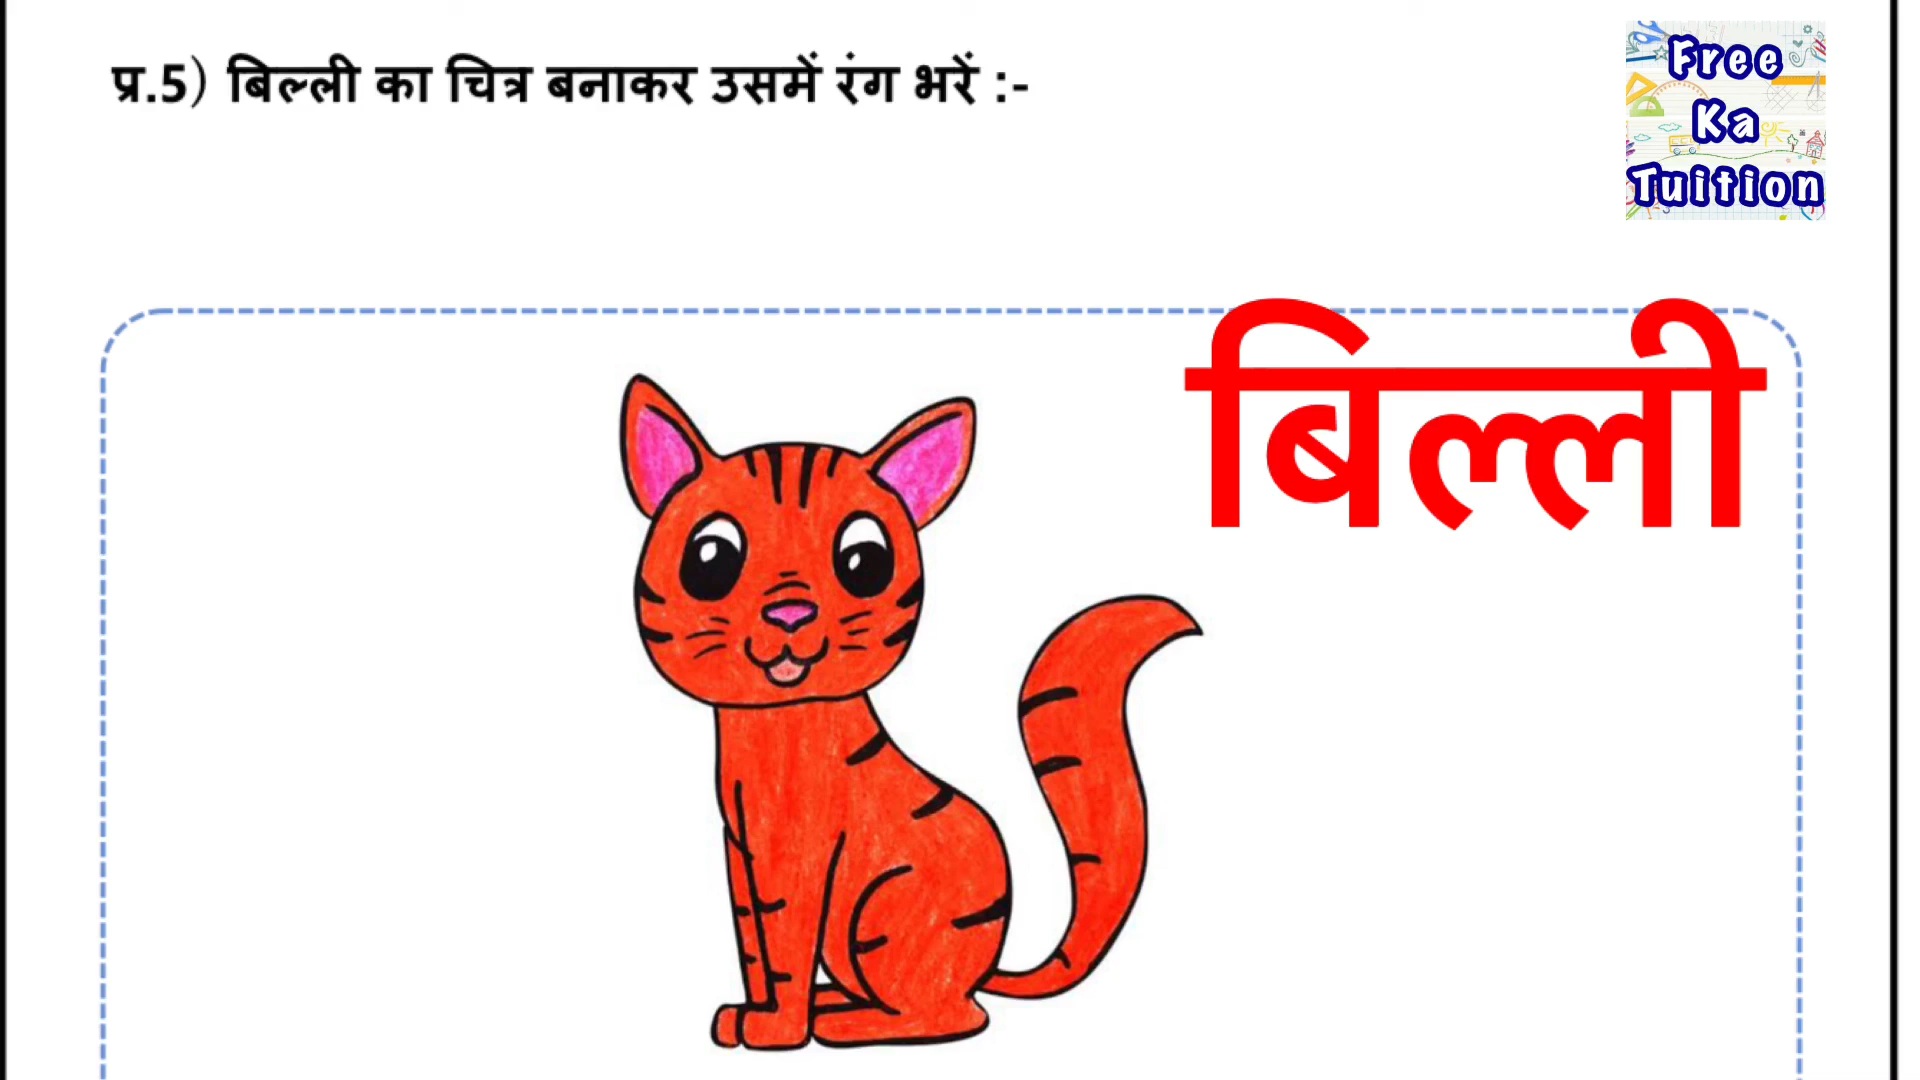 प्र.5) बिल्ली का चित्र बनाकर उसमें रंग भरें :-
Free
Ka
Tuition
बिल्ली